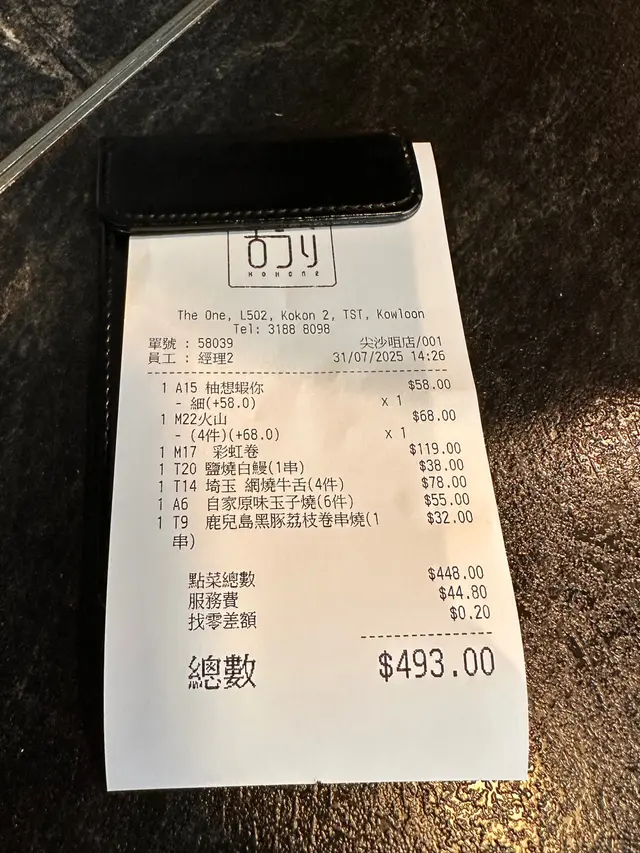 KOKONE
The One, L502, Kokon 2, TST, Kowloon
Tel: 3188 8098
單號 : 58039 尖沙咀店/001
員工 : 經理2 31/07/2025 14:26
1 A15 柚想蝦你 $58.00
- 細(+58.0) x 1
1 M22火山 $68.00
- (4件)(+68.0) x 1
1 M17 彩虹卷 $119.00
1 T20 鹽燒白鰻(1串) $38.00
1 T14 埼玉 網燒牛舌(4件) $78.00
1 A6 自家原味玉子燒(6件) $55.00
1 T9 鹿兒島黑豚荔枝卷串燒(1 $32.00
串)
點菜總數 $448.00
服務費 $44.80
找零差額 $0.20
總數 $493.00